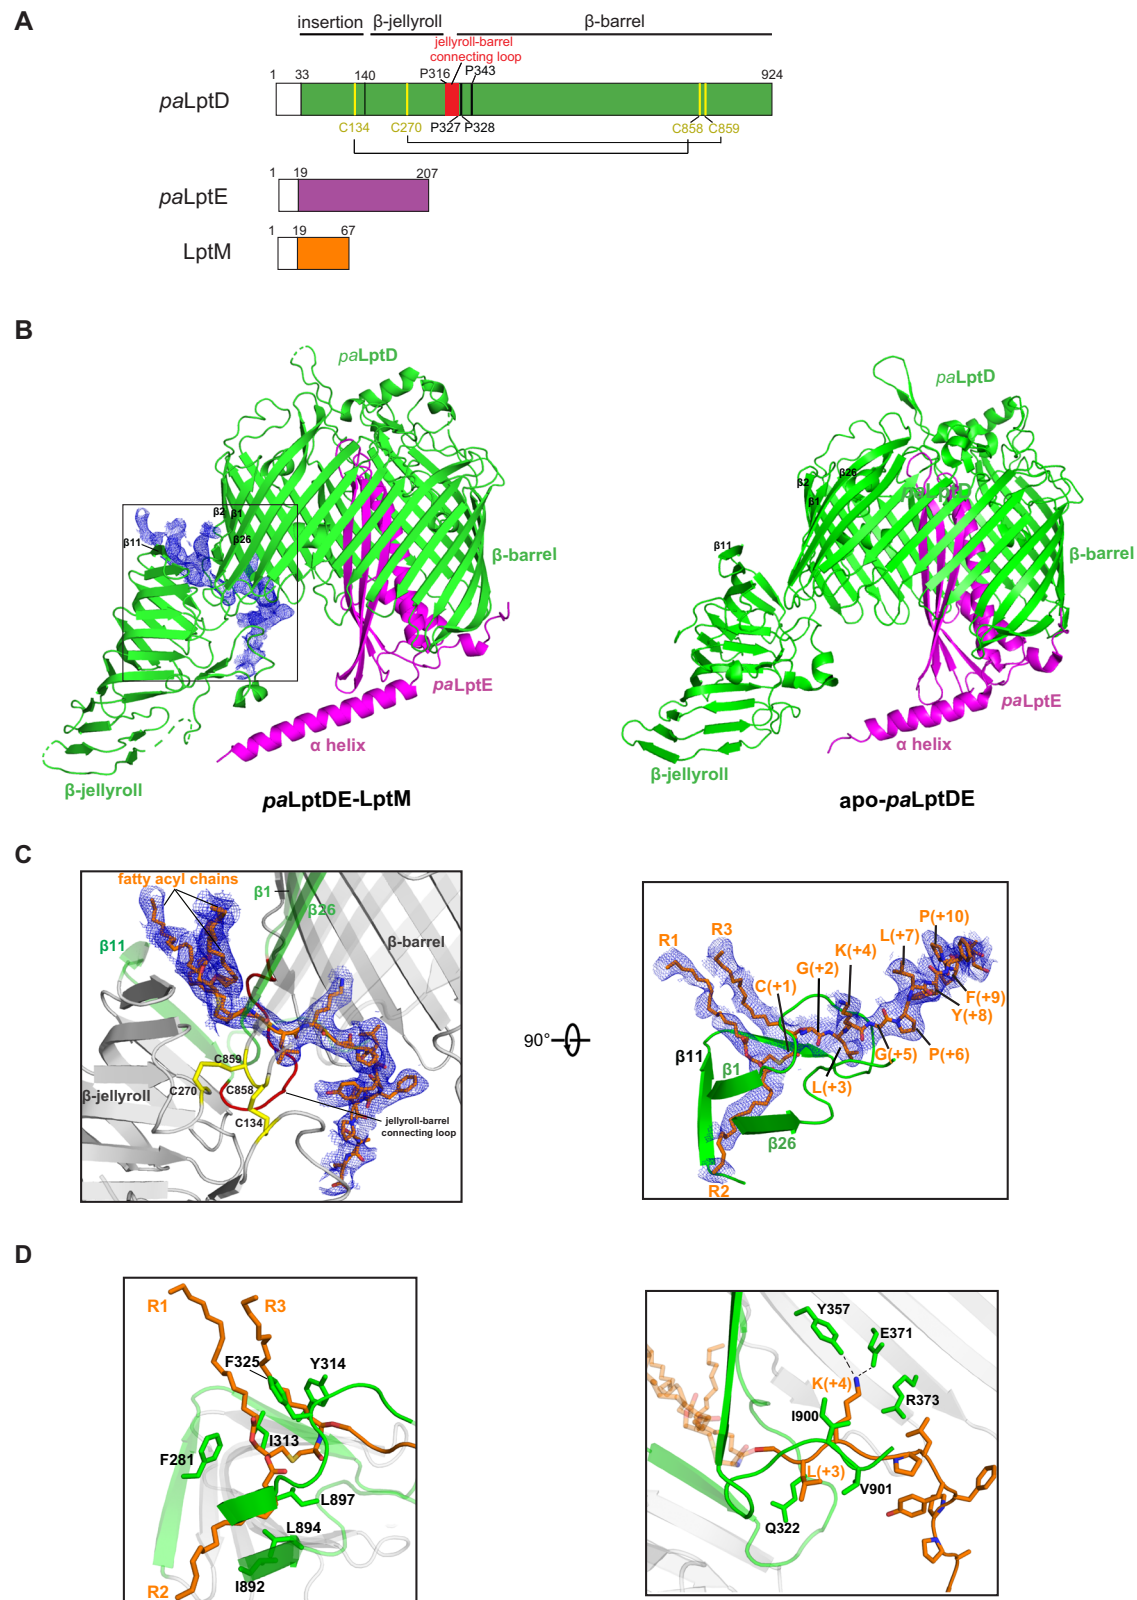 A
insertion β-jellyroll β-barrel
jellyroll-barrel
connecting loop
1 33 140 P316 P343 924
paLptD
C134 C270 P327 P328 C858 C859
1 19 207
paLptE
1 19 67
LptM
B
paLptD
β2 β1
β26
β11
β-barrel
paLptE
α helix
β-jellyroll
paLptDE-LptM
paLptD
β26
β2
β1
paLptD
β11
β-barrel
paLptE
α helix
β-jellyroll
apo-paLptDE
C
fatty acyl chains
β1
β26
β11
β-barrel
C859
C270 C858
β-jellyroll
C134
jellyroll-barrel
connecting loop
90°
P(+10)
L(+7)
R1 R3 K(+4)
G(+2)
C(+1)
F(+9)
Y(+8)
β11
β1
G(+5) P(+6)
L(+3)
β26
R2
D
R1 R3
F325 Y314
I313
F281
L897
L894
I892
R2
Y357
E371
K(+4)
R373
I900
L(+3)
V901
Q322